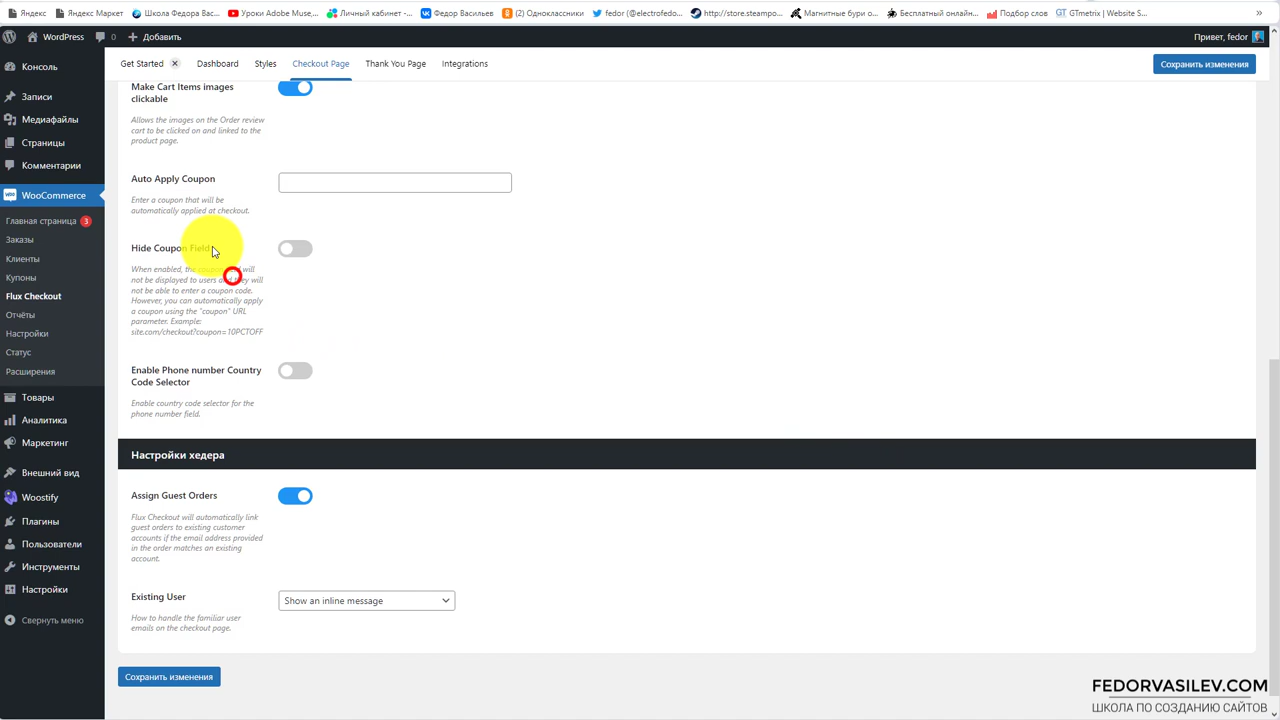 Яндекс
Яндекс Маркет
Школа Федора Вас...
Уроки Adobe Muse,...
Личный кабинет -...
Федор Васильев
(2) Одноклассники
fedor (@electrofedo...
http://store.steampo...
Магнитные бури о...
Бесплатный онлайн...
Подбор слов
GTmetrix | Website S...
»
WordPress
0
Добавить
Привет, fedor
Get Started
Dashboard
Styles
Checkout Page
Thank You Page
Integrations
Сохранить изменения
Консоль
Записи
Медиафайлы
Страницы
Комментарии
WooCommerce
Главная страница 3
Заказы
Клиенты
Купоны
Flux Checkout
Отчёты
Настройки
Статус
Расширения
Товары
Аналитика
Маркетинг
Внешний вид
Woostify
Плагины
Пользователи
Инструменты
Настройки
Свернуть меню
Make Cart Items images
clickable
Allows the images on the Order review
cart to be clicked on and linked to the
product page.
Auto Apply Coupon
Enter a coupon that will be
automatically applied at checkout.
Hide Coupon Field
When enabled, the will
not be displayed to users they will
not be able to enter a coupon code.
However, you can automatically apply
a coupon using the "coupon" URL
parameter. Example:
site.com/checkout?coupon=10PCTOFF
Enable Phone number Country
Code Selector
Enable country code selector for the
phone number field.
Настройки хедера
Assign Guest Orders
Flux Checkout will automatically link
guest orders to existing customer
accounts if the email address provided
in the order matches an existing
account.
Existing User
Show an inline message
How to handle the familiar user
emails on the checkout page.
Сохранить изменения
FEDORVASILEV.COM
ШКОЛА ПО СОЗДАНИЮ САЙТОВ